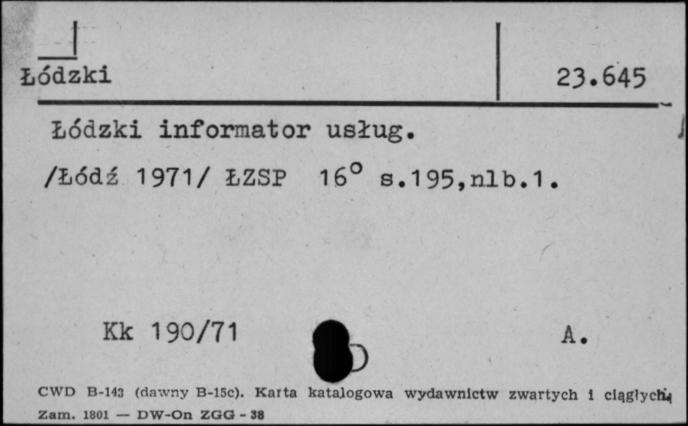 Łódzki 23.645
Łódzki informator usług.
/Łódź 1971/ ŁZSP 16° s.195,nlb.1.
Kk 190/71 A.
CWD B-143 (dawny B-15c). Karta katalogowa wydawnictw zwartych i ciągłych
Zam. 1801 — DW-On ZGG - 38